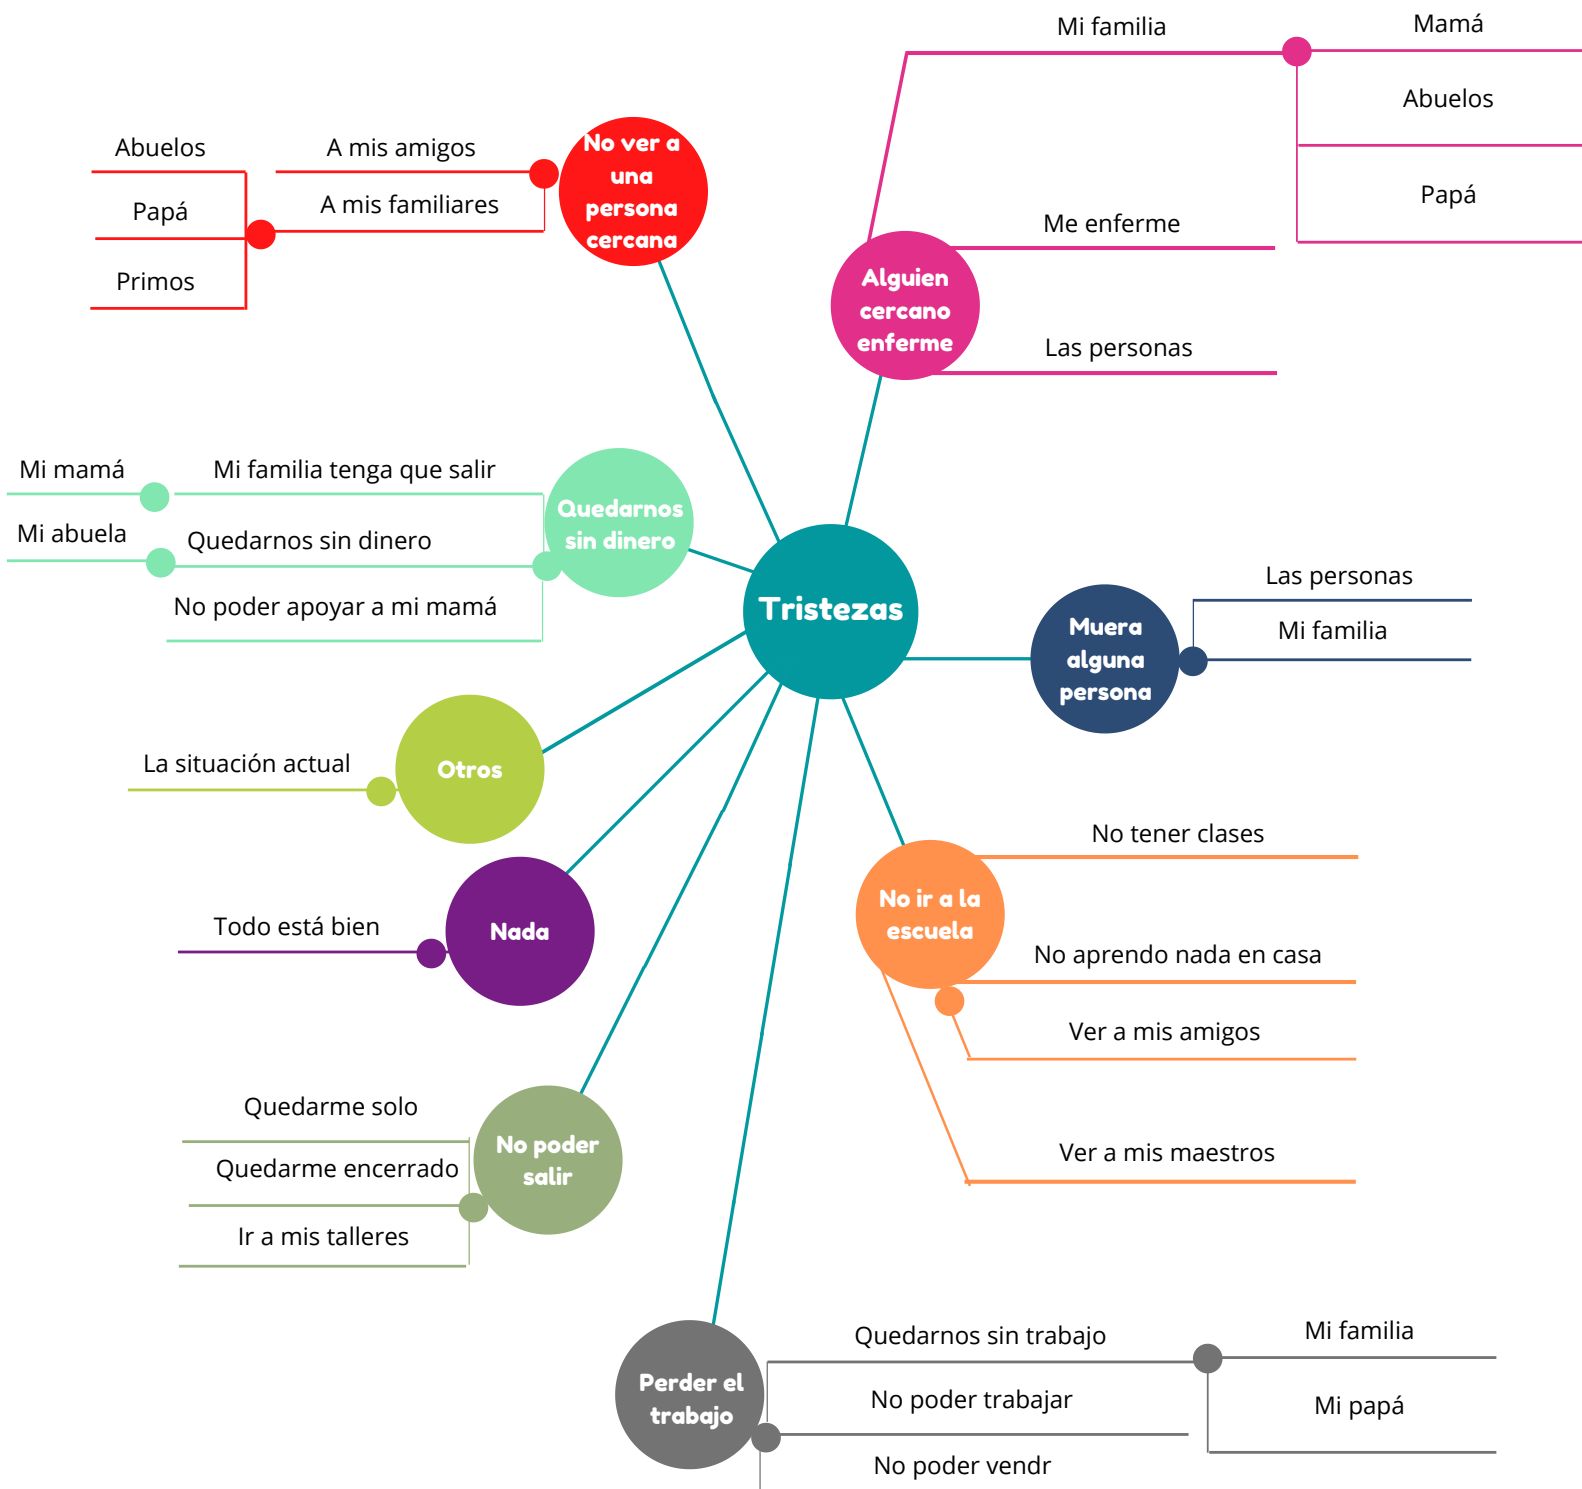 Tristezas
No ver a
una
persona
cercana
A mis amigos
A mis familiares
Abuelos
Papá
Primos
Alguien
cercano
enferme
Mi familia
Mamá
Abuelos
Papá
Me enferme
Las personas
Quedarnos
sin dinero
Mi familia tenga que salir
Mi mamá
Quedarnos sin dinero
Mi abuela
No poder apoyar a mi mamá
Muera
alguna
persona
Las personas
Mi familia
Otros
La situación actual
Nada
Todo está bien
No ir a la
escuela
No tener clases
No aprendo nada en casa
Ver a mis amigos
Ver a mis maestros
No poder
salir
Quedarme solo
Quedarme encerrado
Ir a mis talleres
Perder el
trabajo
Quedarnos sin trabajo
Mi familia
Mi papá
No poder trabajar
No poder vendr